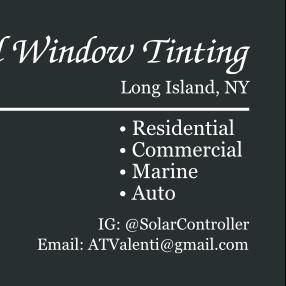 Window Tinting
Long Island, NY
• Residential
• Commercial
• Marine
• Auto
IG: @SolarController
Email: ATValenti@gmail.com